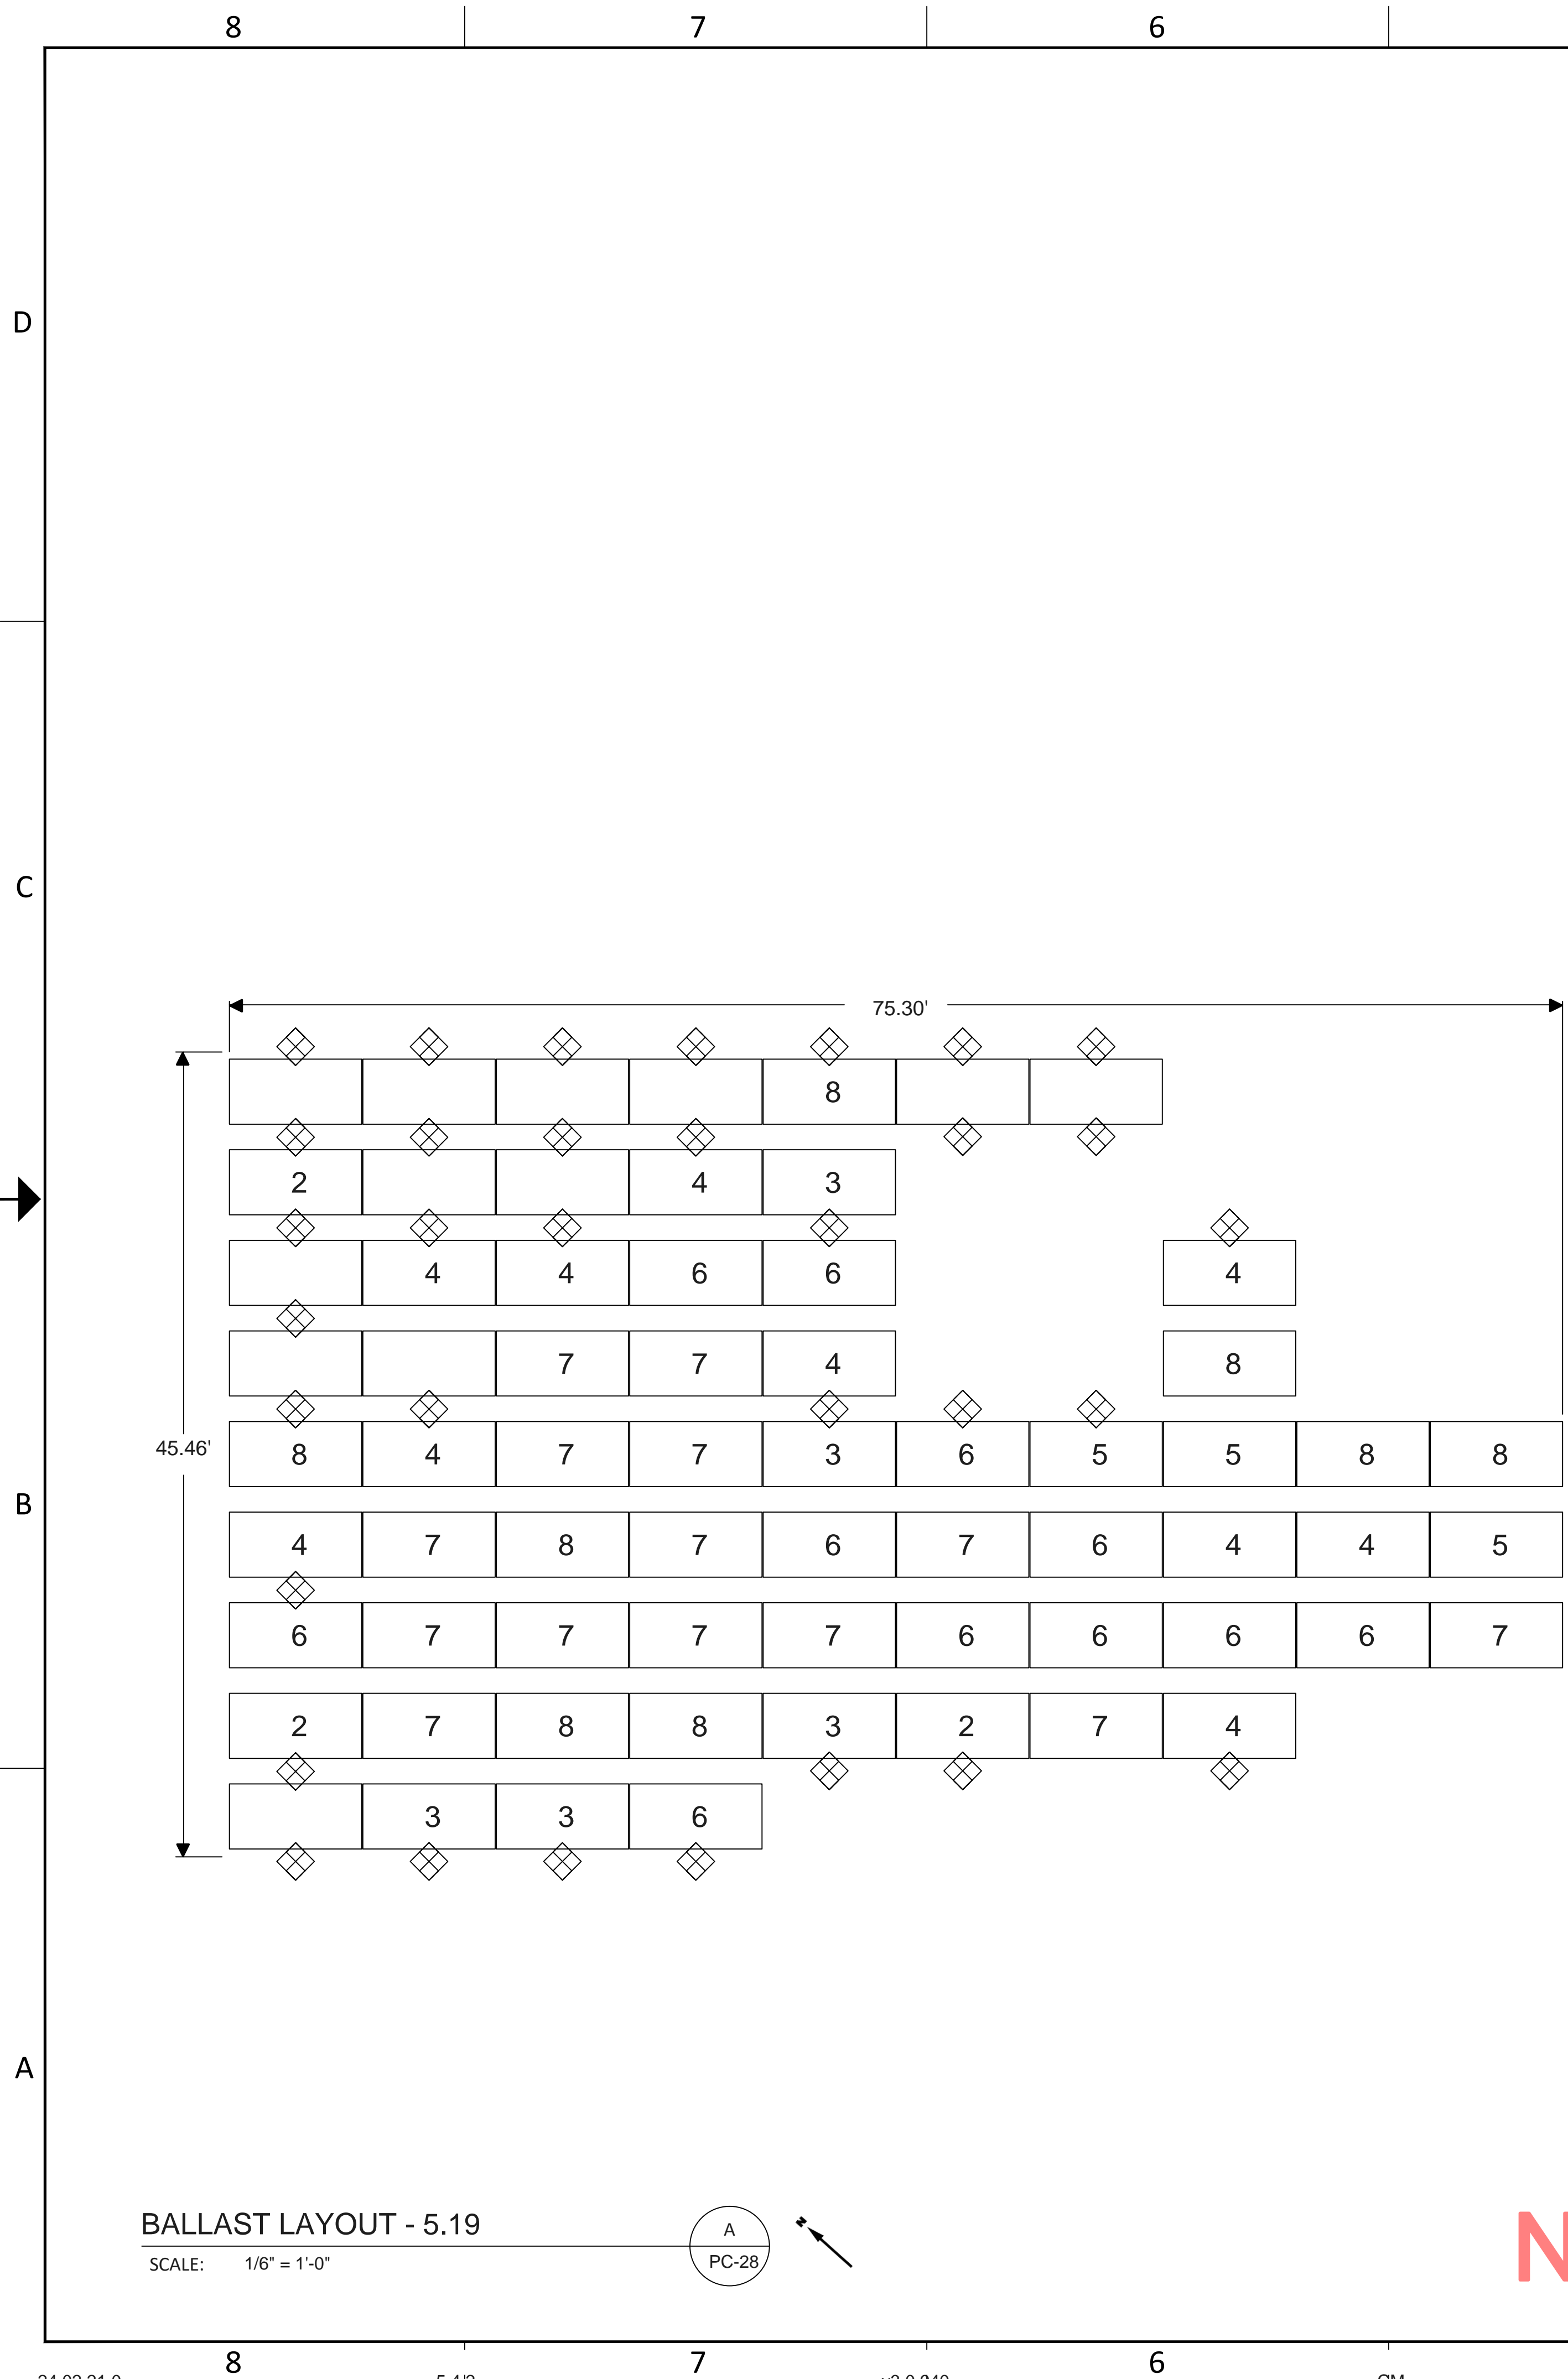 8 7 6
D
C
75.30'
8
2 4 3
4 4 6 6 4
7 7 4 8
45.46'
8 4 7 7 3 6 5 5 8 8
B
4 7 8 7 6 7 6 4 4 5
6 7 7 7 7 6 6 6 6 7
2 7 8 8 3 2 7 4
3 3 6
A
BALLAST LAYOUT - 5.19
A
N
SCALE: 1/6" = 1'-0"
PC-28
N
8 7 6